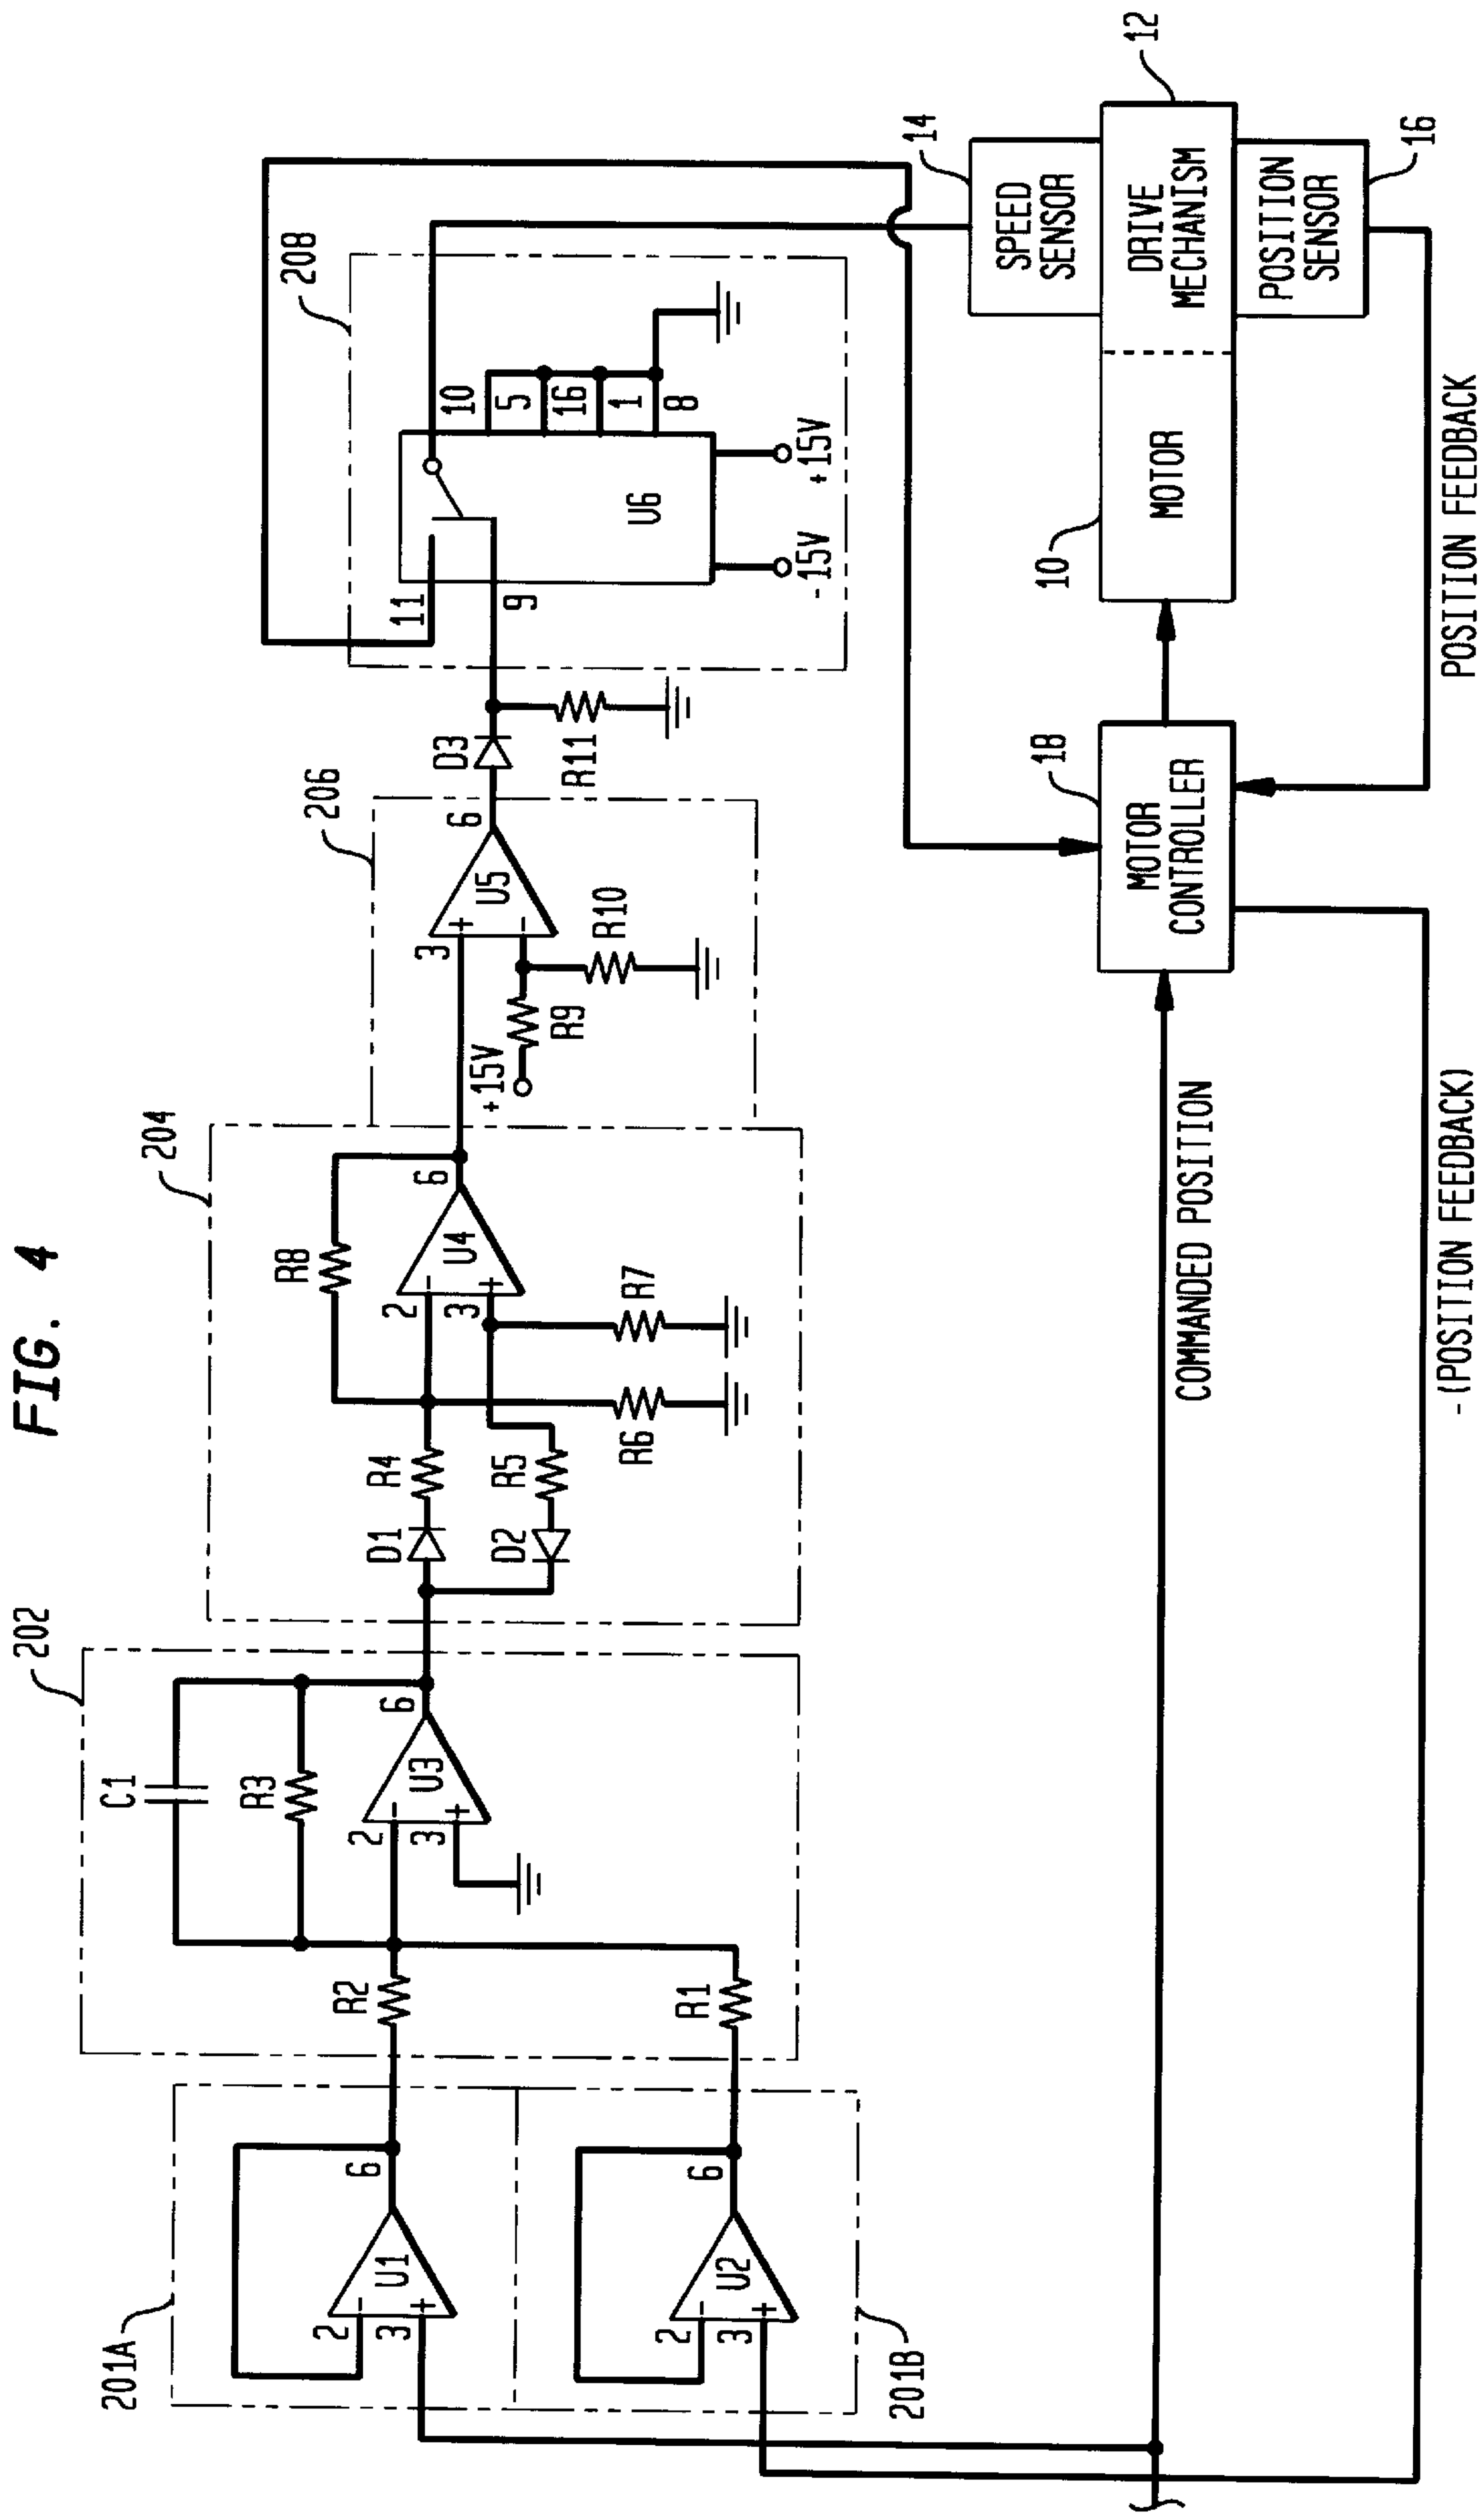 FIG. 4
201A
U1
2
3
6
-
+
201B
U2
2
3
6
-
+
202
C1
R3
R2
R1
U3
2
3
6
-
+
204
D1
D2
R4
R5
R6
R7
R8
U4
2
3
6
-
+
206
+15V
R9
R10
U5
3
6
+
-
D3
R11
208
11
9
10
5
16
1
8
U6
-15V
+15V
14
SPEED
SENSOR
12
DRIVE
MECHANISM
10
MOTOR
POSITION
SENSOR
16
18
MOTOR
CONTROLLER
COMMANDED POSITION
POSITION FEEDBACK
-(POSITION FEEDBACK)